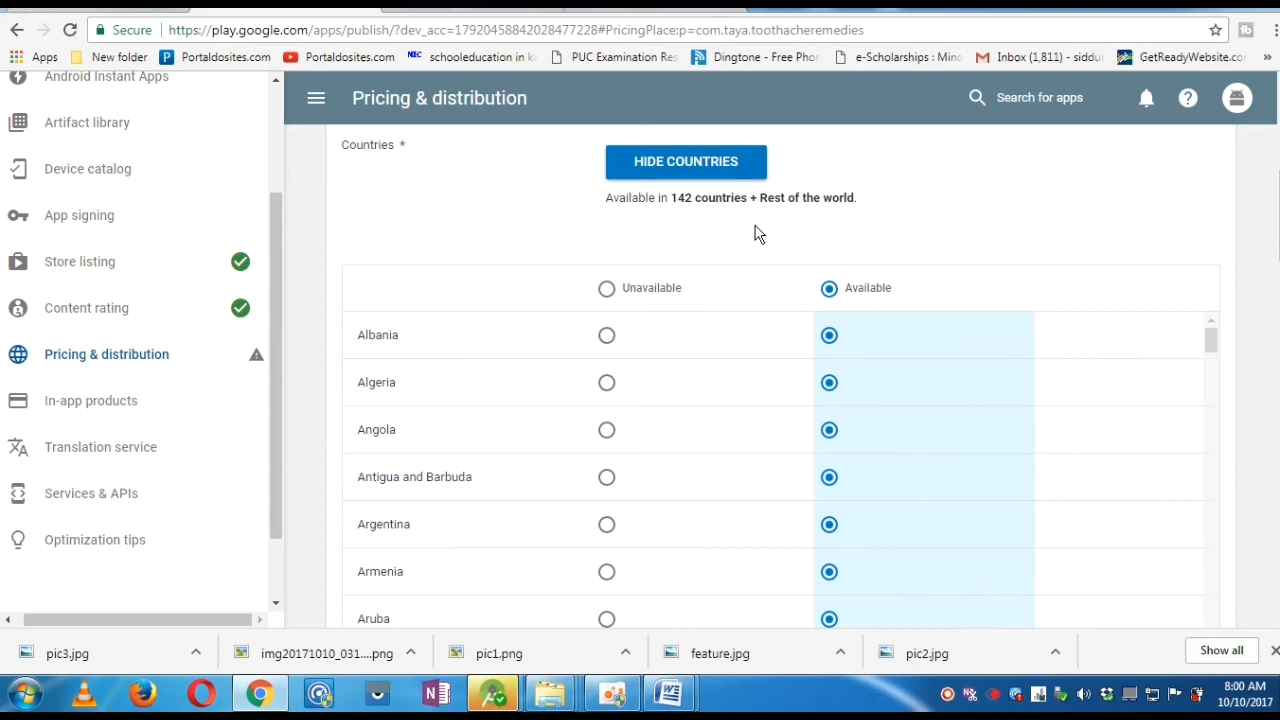 Secure https://play.google.com/apps/publish/?dev_acc=17920458842028477228#PricingPlace:p=com.taya.toothacheremedies
Apps New folder Portaldosites.com Portaldosites.com schooleducation in ka PUC Examination Res Dingtone - Free Phon e-Scholarships : Mino Inbox (1,811) - siddu GetReadyWebsite.co »
Android Instant Apps
Pricing & distribution
Search for apps
Artifact library
Device catalog
App signing
Store listing
Content rating
Pricing & distribution
In-app products
Translation service
Services & APIs
Optimization tips
Countries *
HIDE COUNTRIES
Available in 142 countries + Rest of the world.
Unavailable Available
Albania
Algeria
Angola
Antigua and Barbuda
Argentina
Armenia
Aruba
pic3.jpg img20171010_031....png pic1.png feature.jpg pic2.jpg Show all
8:00 AM
10/10/2017